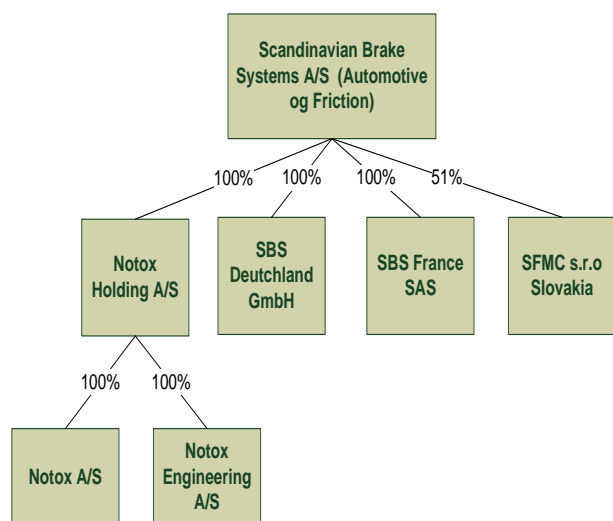 Scandinavian Brake
Systems A/S (Automotive
og Friction)
100%
100%
100%
51%
Notox
Holding A/S
SBS
Deutchland
GmbH
SBS France
SAS
SFMC s.r.o
Slovakia
100%
100%
Notox A/S
Notox
Engineering
A/S